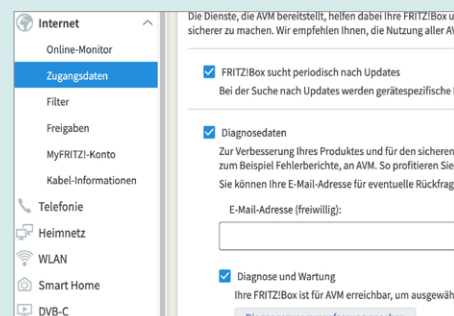 Internet
Online-Monitor
Zugangsdaten
Filter
Freigaben
MyFRITZ!-Konto
Kabel-Informationen
Telefonie
Heimnetz
WLAN
Smart Home
DVB-C
Die Dienste, die AVM bereitstellt, helfen dabei Ihre FRITZ!Box u
sicherer zu machen. Wir empfehlen Ihnen, die Nutzung aller AV
FRITZ!Box sucht periodisch nach Updates
Bei der Suche nach Updates werden gerätespezifische
Diagnosedaten
Zur Verbesserung Ihres Produktes und für den sicheren
zum Beispiel Fehlerberichte, an AVM. So profitieren Sie
Sie können Ihre E-Mail-Adresse für eventuelle Rückfrag
E-Mail-Adresse (freiwillig):
Diagnose und Wartung
Ihre FRITZ!Box ist für AVM erreichbar, um ausgewäh